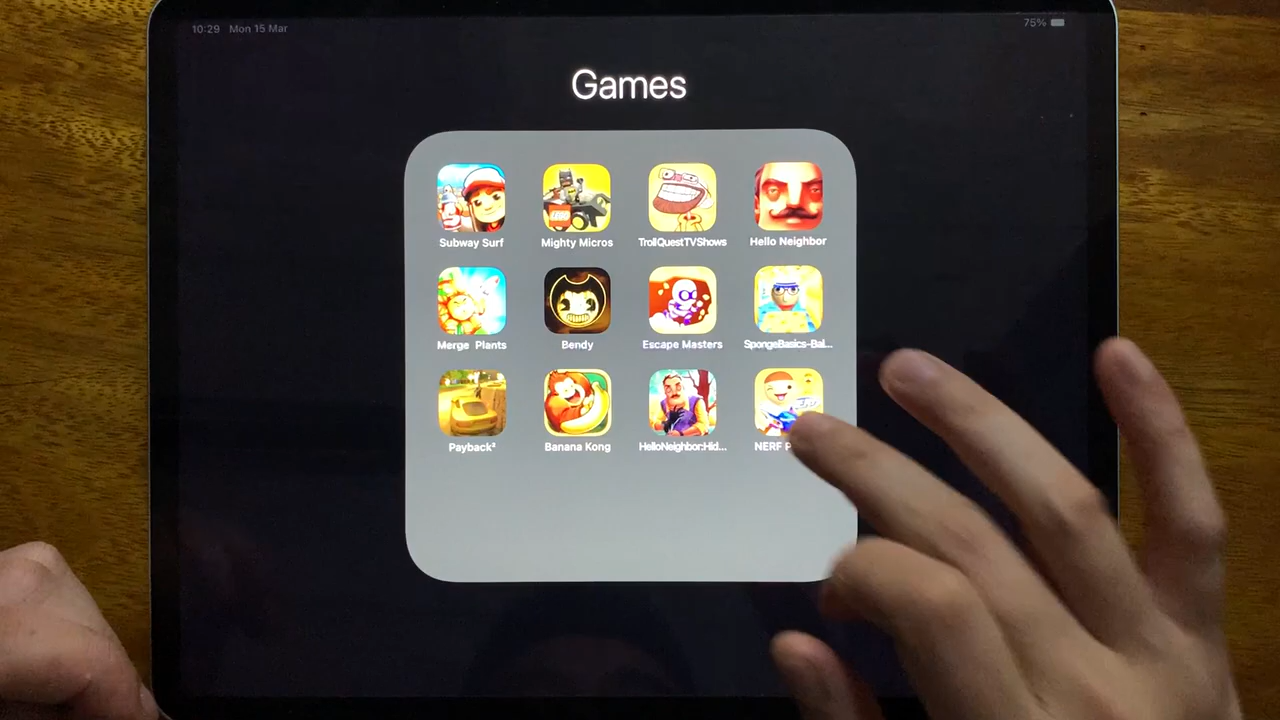 10:29 Mon 15 Mar
75%
Games
Subway Surf
Mighty Micros
TrollQuestTVShows
Hello Neighbor
LEGO
Merge Plants
Bendy
Escape Masters
SpongeBasics-Bal...
Payback²
Banana Kong
HelloNeighbor:Hid...
NERF